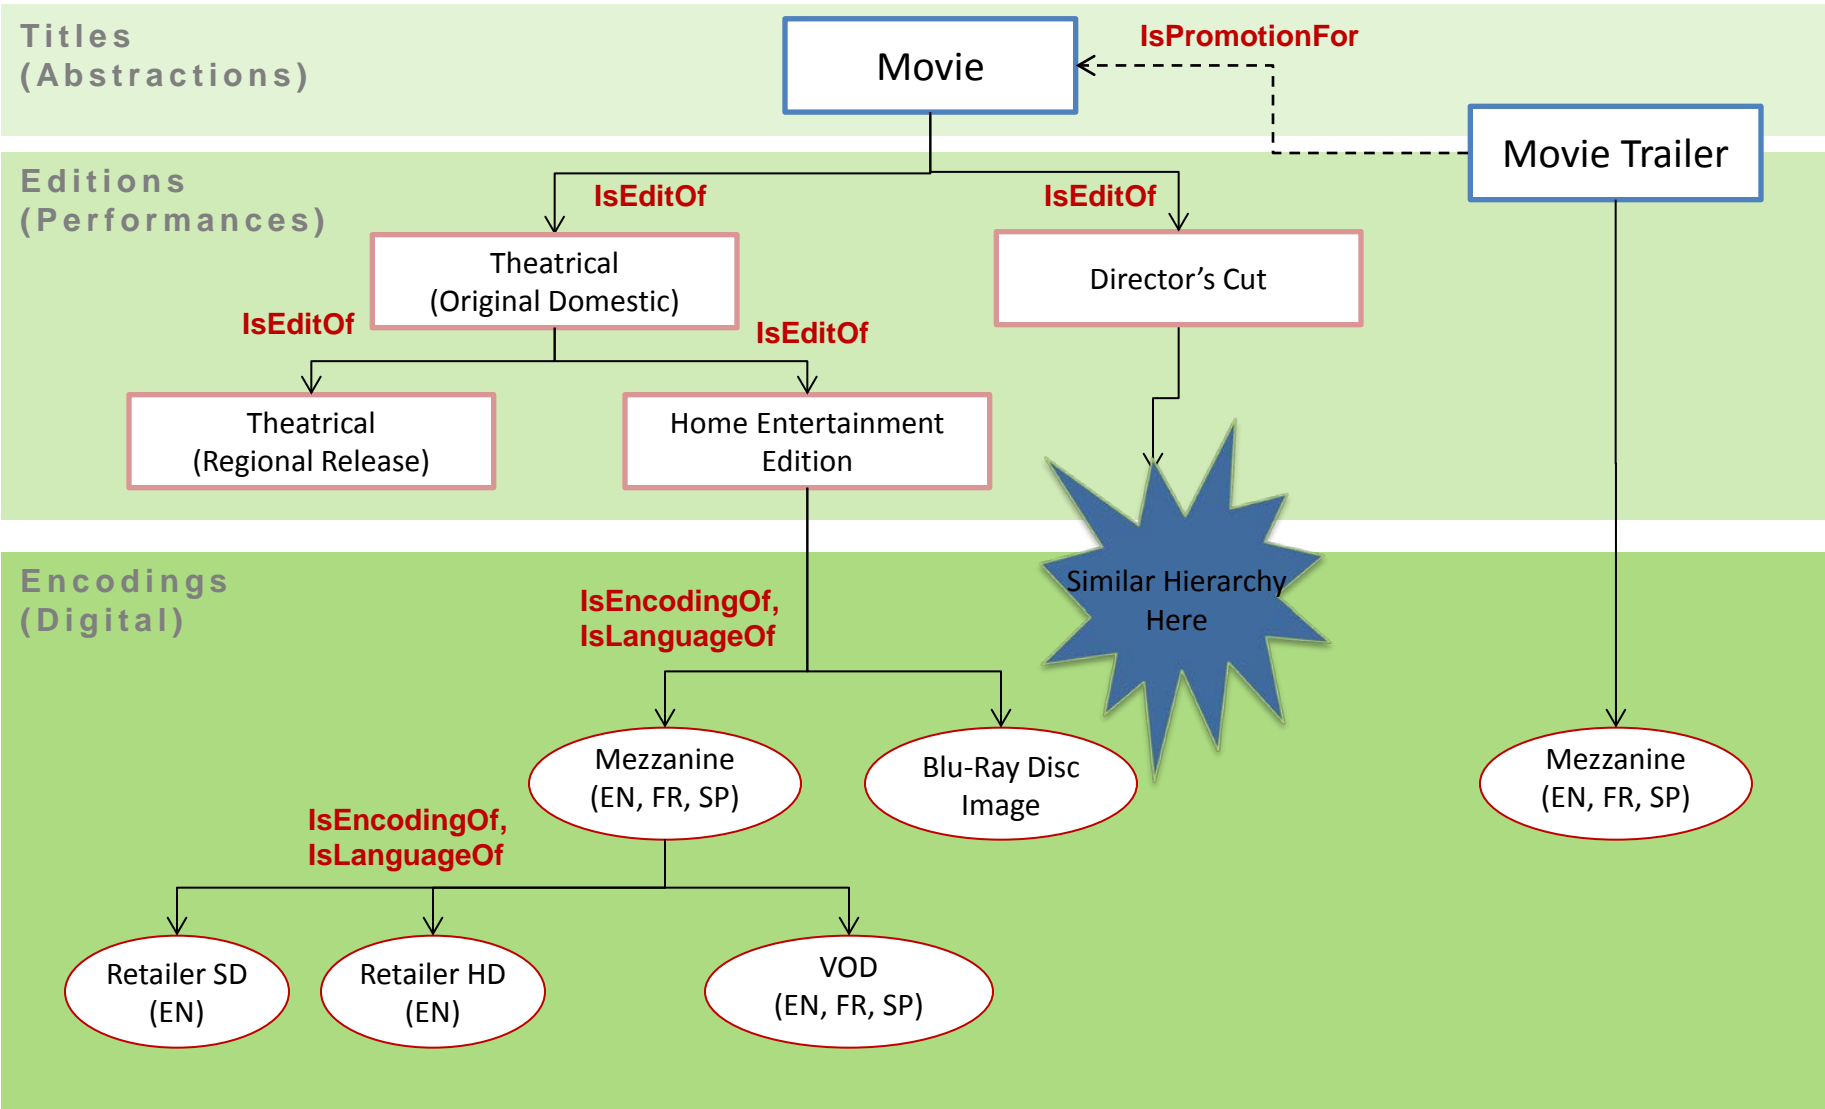 Titles
(Abstractions)
Movie
IsPromotionFor
Movie Trailer
Editions
(Performances)
IsEditOf
IsEditOf
Theatrical
(Original Domestic)
Director’s Cut
IsEditOf
IsEditOf
Theatrical
(Regional Release)
Home Entertainment
Edition
Encodings
(Digital)
IsEncodingOf,
IsLanguageOf
Similar Hierarchy
Here
Mezzanine
(EN, FR, SP)
Blu-Ray Disc
Image
Mezzanine
(EN, FR, SP)
IsEncodingOf,
IsLanguageOf
Retailer SD
(EN)
Retailer HD
(EN)
VOD
(EN, FR, SP)